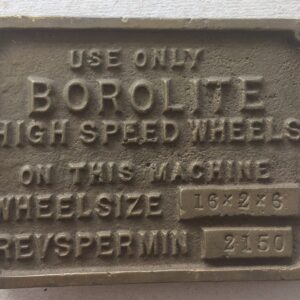 USE ONLY
BOROLITE
HIGH SPEED WHEELS
ON THIS MACHINE
WHEELSIZE 16×2×6
REVSPERMIN 2150